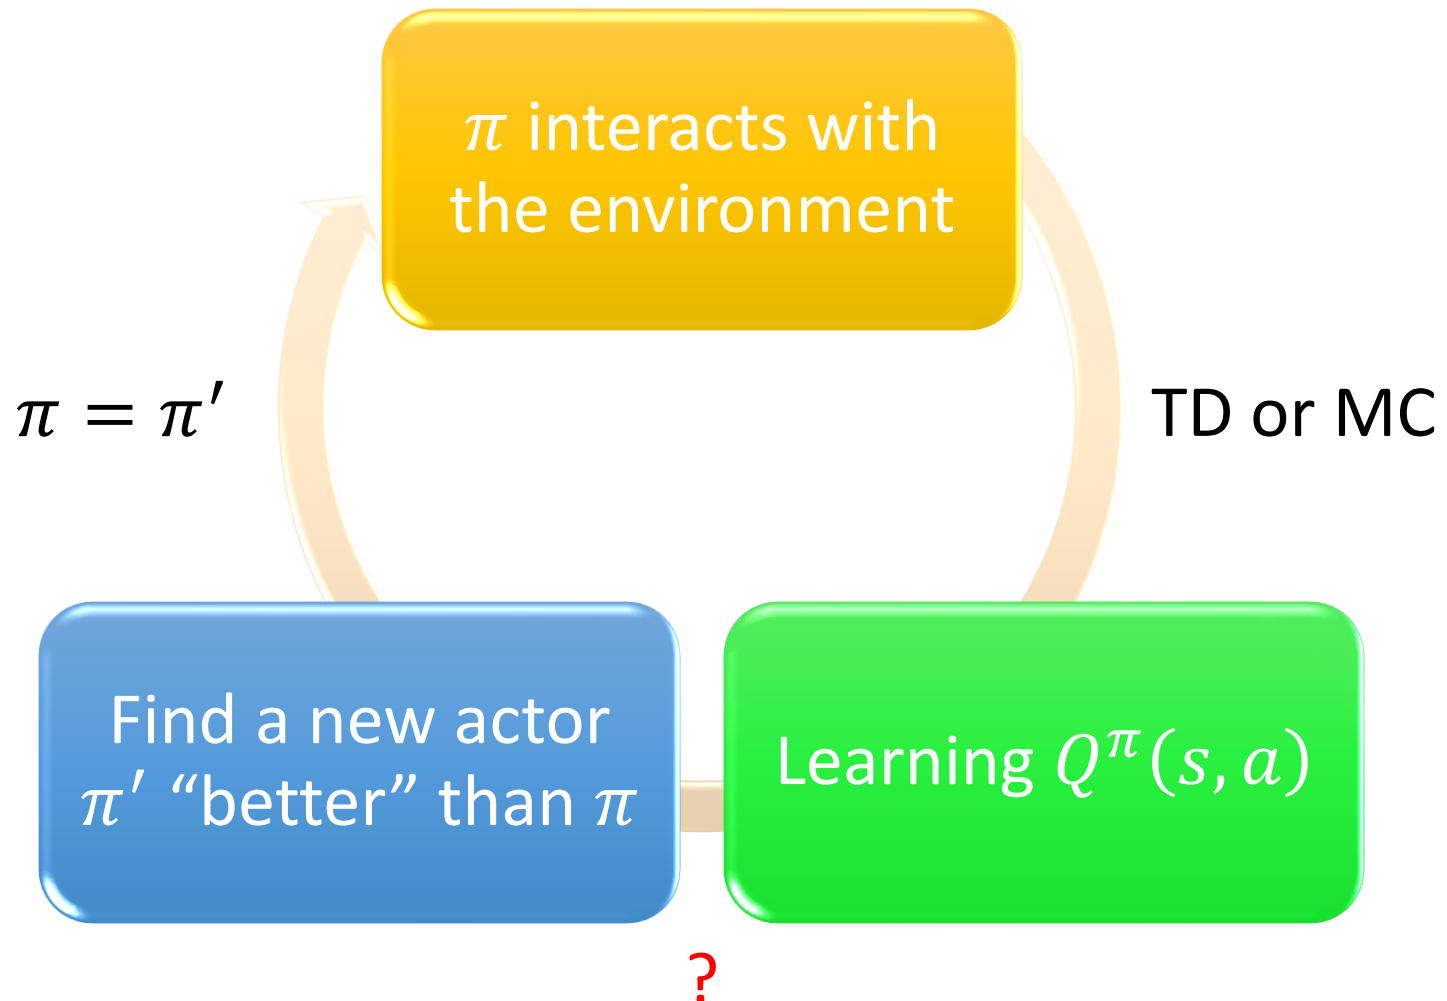 π interacts with
the environment
π = π′
TD or MC
Find a new actor
π′ “better” than π
Learning Q^π(s, a)
?